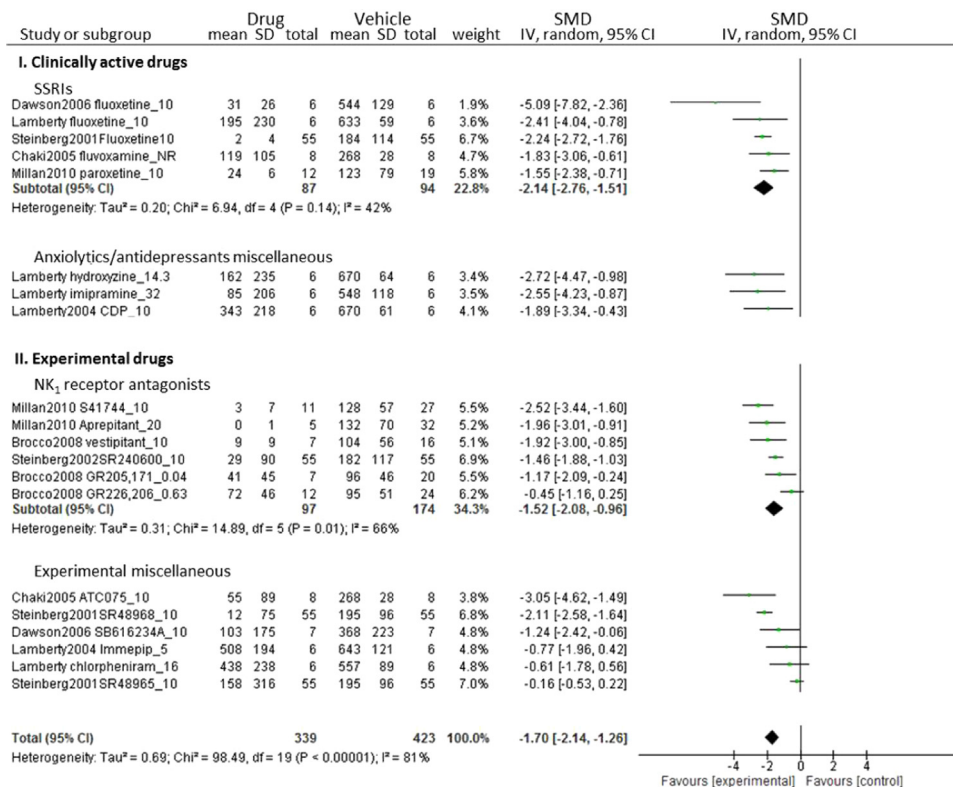 Drug Vehicle SMD SMD
Study or subgroup mean SD total mean SD total weight IV, random, 95% CI IV, random, 95% CI
I. Clinically active drugs
SSRIs
Dawson2006 fluoxetine_10 31 26 6 544 129 6 1.9% -5.09 [-7.82, -2.36]
Lamberty fluoxetine_10 195 230 6 633 59 6 3.6% -2.41 [-4.04, -0.78]
Steinberg2001Fluoxetine10 2 4 55 184 114 55 6.7% -2.24 [-2.72, -1.76]
Chaki2005 fluvoxamine_NR 119 105 8 268 28 8 4.7% -1.83 [-3.06, -0.61]
Millan2010 paroxetine_10 24 6 12 123 79 19 5.8% -1.55 [-2.38, -0.71]
Subtotal (95% CI) 87 94 22.8% -2.14 [-2.76, -1.51]
Heterogeneity: Tau² = 0.20; Chi² = 6.94, df = 4 (P = 0.14); I² = 42%
Anxiolytics/antidepressants miscellaneous
Lamberty hydroxyzine_14.3 162 235 6 670 64 6 3.4% -2.72 [-4.47, -0.98]
Lamberty imipramine_32 85 206 6 548 118 6 3.5% -2.55 [-4.23, -0.87]
Lamberty2004 CDP_10 343 218 6 670 61 6 4.1% -1.89 [-3.34, -0.43]
II. Experimental drugs
NK₁ receptor antagonists
Millan2010 S41744_10 3 7 11 128 57 27 5.5% -2.52 [-3.44, -1.60]
Millan2010 Aprepitant_20 0 1 5 132 70 32 5.2% -1.96 [-3.01, -0.91]
Brocco2008 vestipitant_10 9 9 7 104 56 16 5.1% -1.92 [-3.00, -0.85]
Steinberg2002SR240600_10 29 90 55 182 117 55 6.9% -1.46 [-1.88, -1.03]
Brocco2008 GR205,171_0.04 41 45 7 96 46 20 5.5% -1.17 [-2.09, -0.24]
Brocco2008 GR226,206_0.63 72 46 12 95 51 24 6.2% -0.45 [-1.16, 0.25]
Subtotal (95% CI) 97 174 34.3% -1.52 [-2.08, -0.96]
Heterogeneity: Tau² = 0.31; Chi² = 14.89, df = 5 (P = 0.01); I² = 66%
Experimental miscellaneous
Chaki2005 ATC075_10 55 89 8 268 28 8 3.8% -3.05 [-4.62, -1.49]
Steinberg2001SR48968_10 12 75 55 195 96 55 6.8% -2.11 [-2.58, -1.64]
Dawson2006 SB616234A_10 103 175 7 368 223 7 4.8% -1.24 [-2.42, -0.06]
Lamberty2004 Immepip_5 508 194 6 643 121 6 4.8% -0.77 [-1.96, 0.42]
Lamberty chlorpheniram_16 438 238 6 557 89 6 4.8% -0.61 [-1.78, 0.56]
Steinberg2001SR48965_10 158 316 55 195 96 55 7.0% -0.16 [-0.53, 0.22]
Total (95% CI) 339 423 100.0% -1.70 [-2.14, -1.26]
Heterogeneity: Tau² = 0.69; Chi² = 98.49, df = 19 (P < 0.00001); I² = 81%
-4 -2 0 2 4
Favours [experimental] Favours [control]